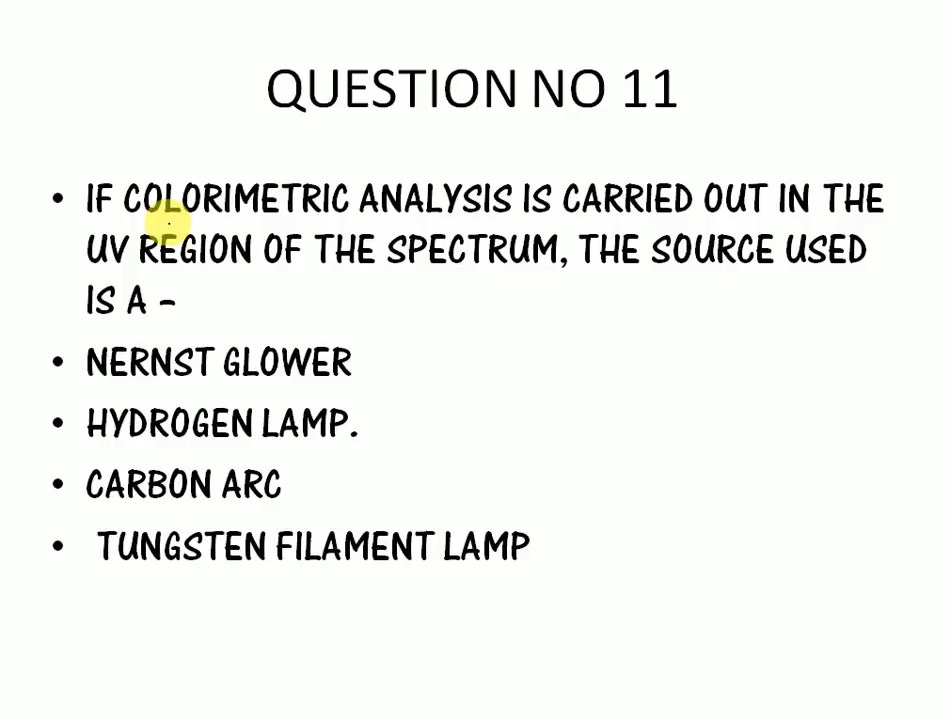 QUESTION NO 11
• IF COLORIMETRIC ANALYSIS IS CARRIED OUT IN THE
UV REGION OF THE SPECTRUM, THE SOURCE USED
IS A –
• NERNST GLOWER
• HYDROGEN LAMP.
• CARBON ARC
• TUNGSTEN FILAMENT LAMP